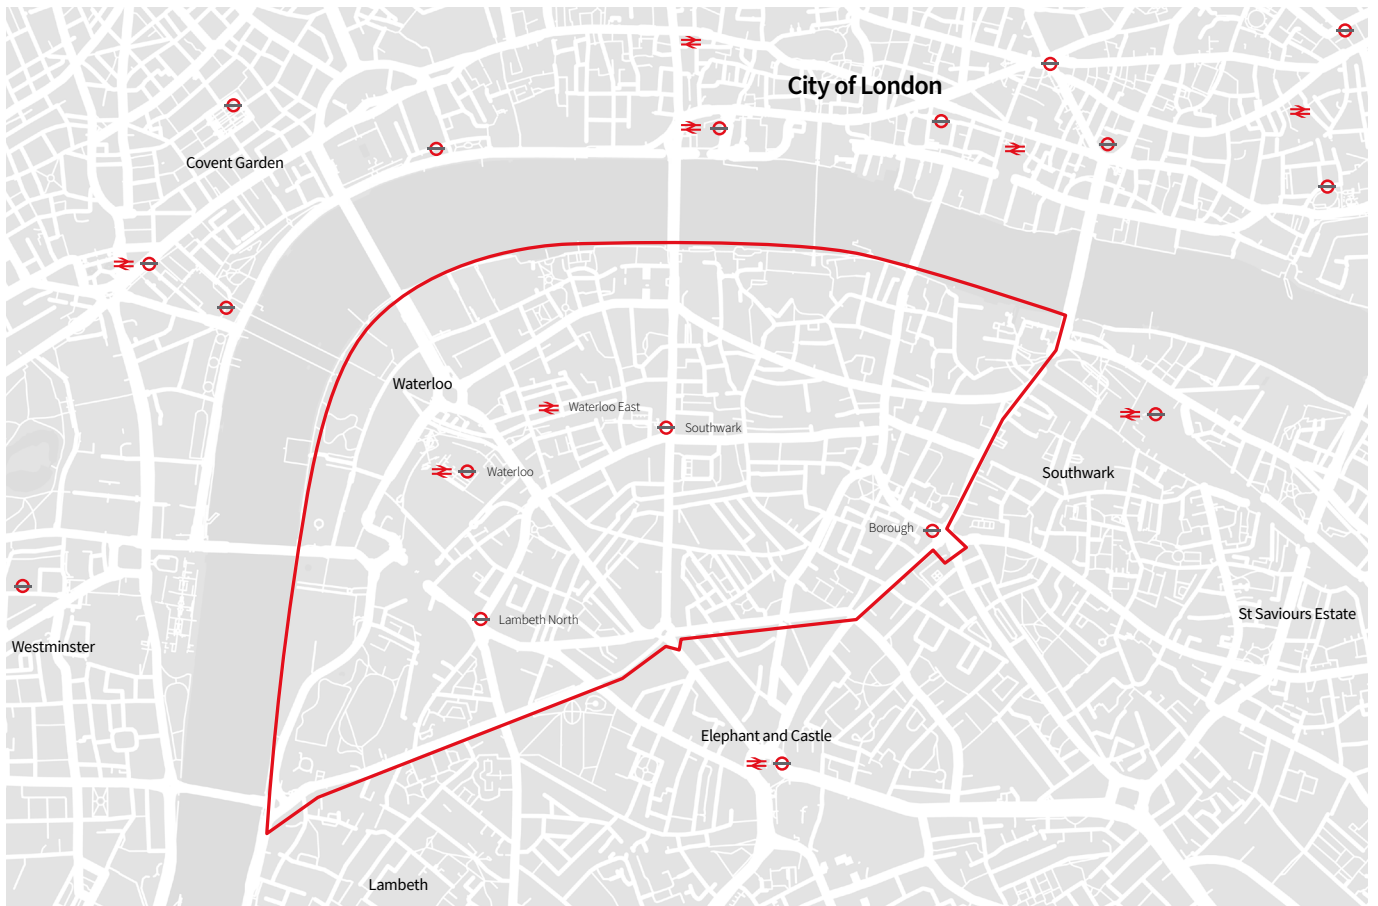 City of London
Covent Garden
Waterloo
Waterloo East
Southwark
Waterloo
Southwark
Borough
Lambeth North
St Saviours Estate
Westminster
Elephant and Castle
Lambeth